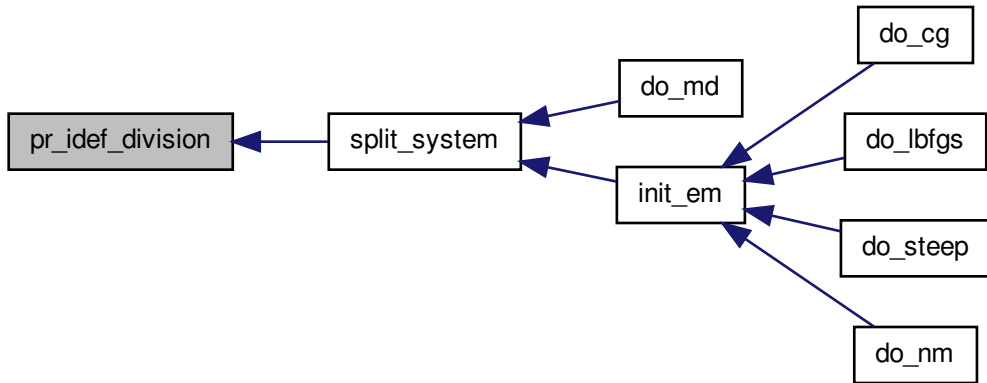 pr_idef_division
split_system
do_md
init_em
do_cg
do_lbfgs
do_steep
do_nm